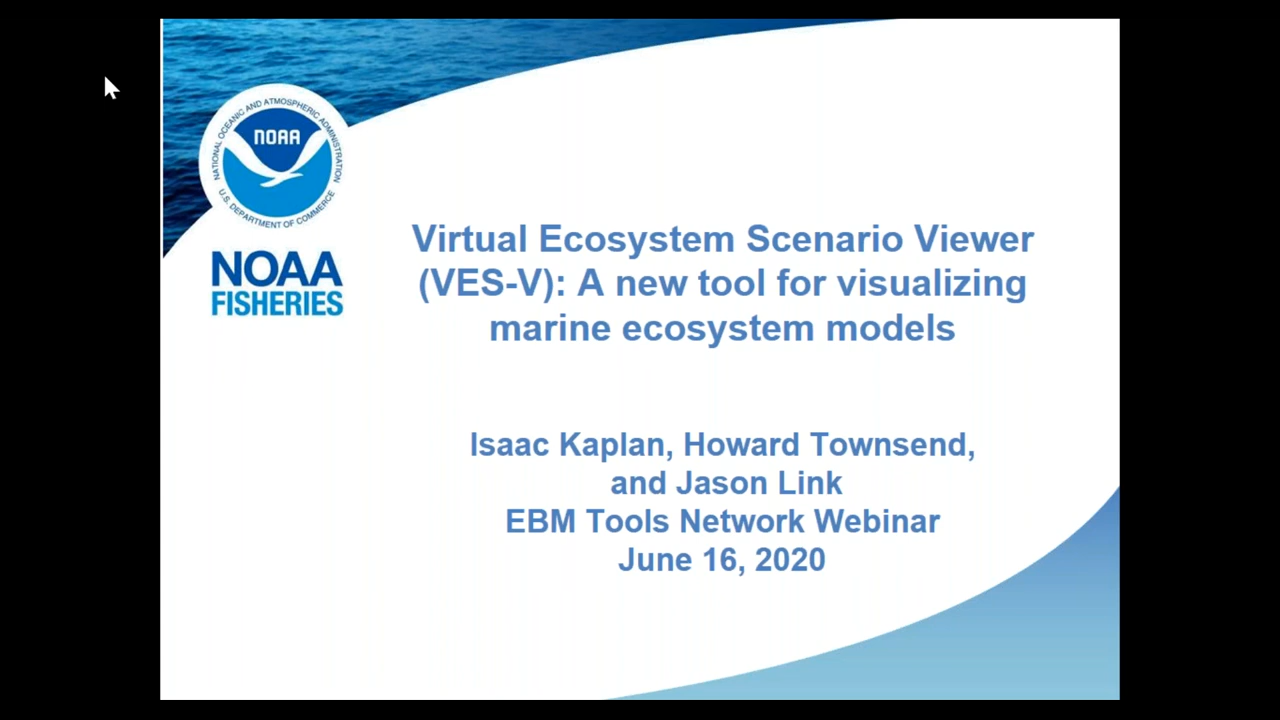 NATIONAL OCEANIC AND ATMOSPHERIC ADMINISTRATION
NOAA
U.S. DEPARTMENT OF COMMERCE
NOAA
FISHERIES
Virtual Ecosystem Scenario Viewer
(VES-V): A new tool for visualizing
marine ecosystem models
Isaac Kaplan, Howard Townsend,
and Jason Link
EBM Tools Network Webinar
June 16, 2020